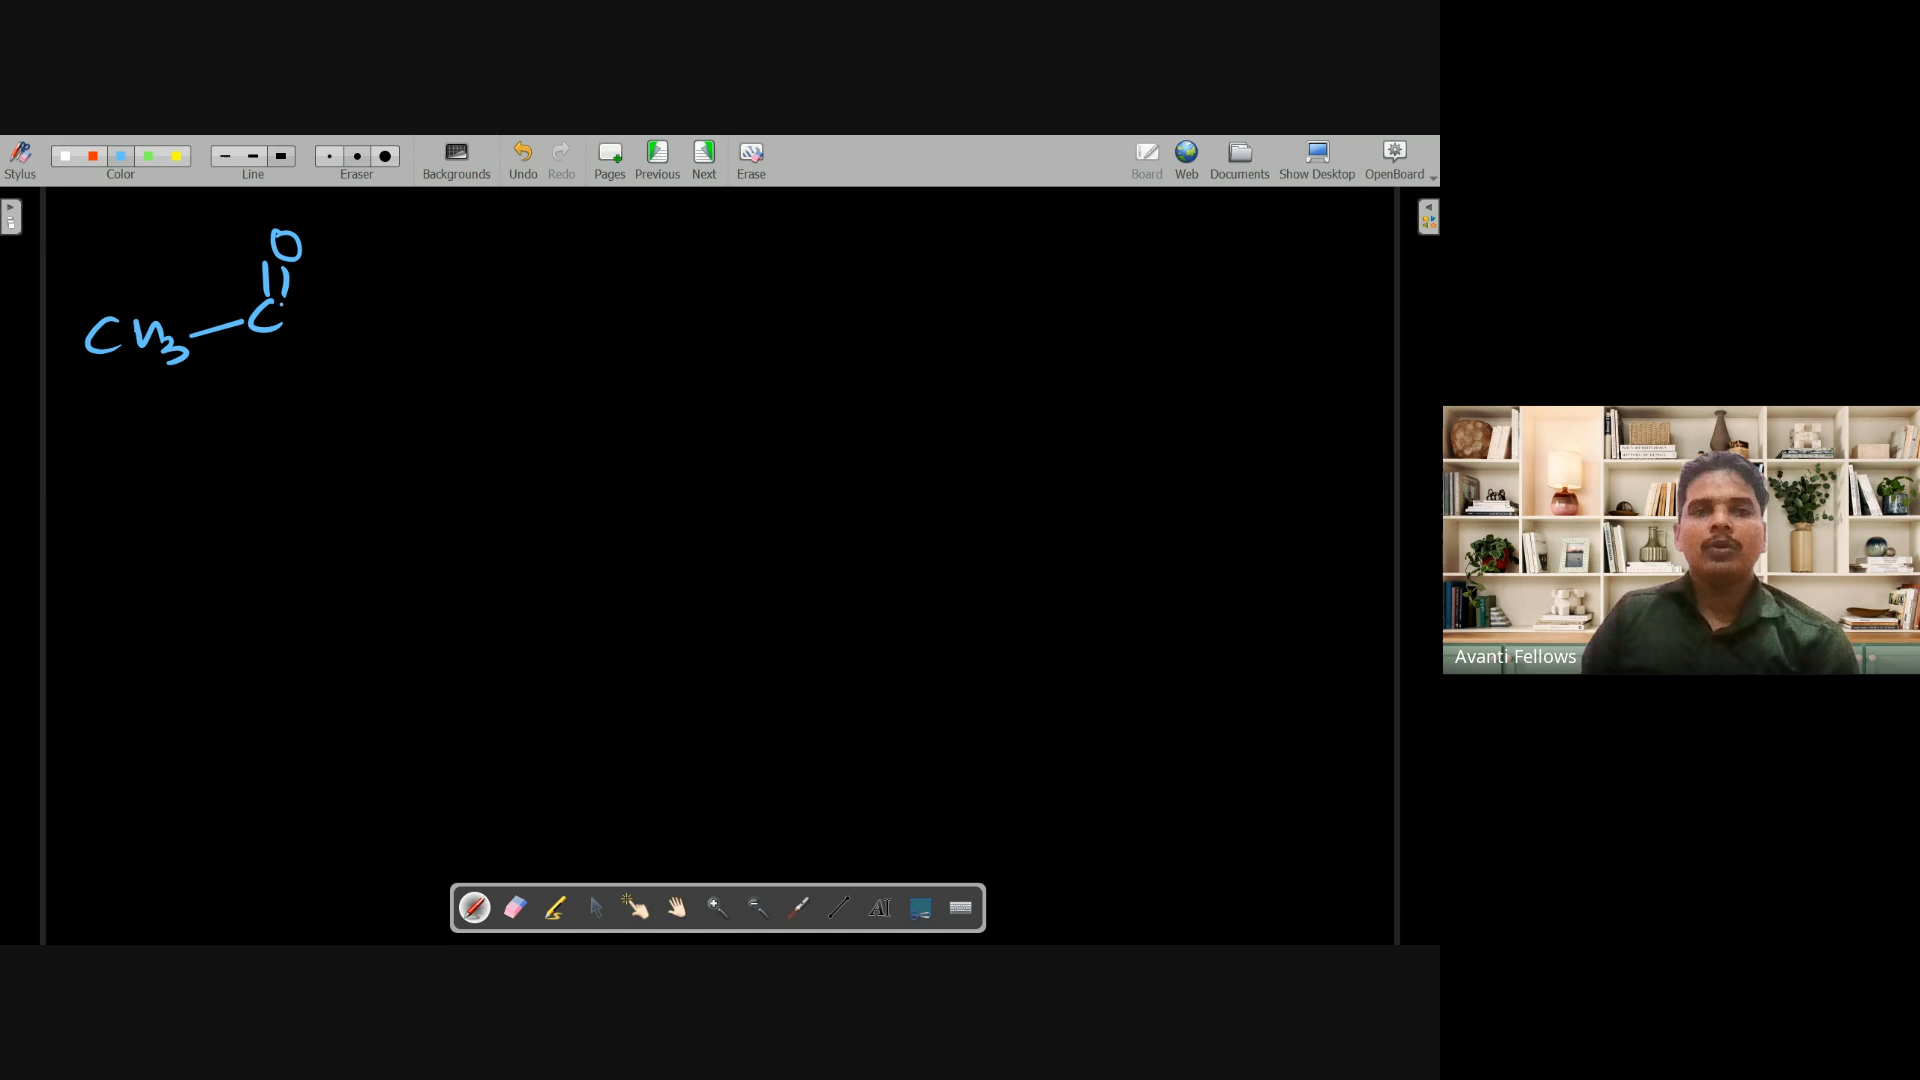 Stylus Color Line Eraser Backgrounds Undo Redo Pages Previous Next Erase Board Web Documents Show Desktop OpenBoard
O
CH3 — C
AI
Avanti Fellows